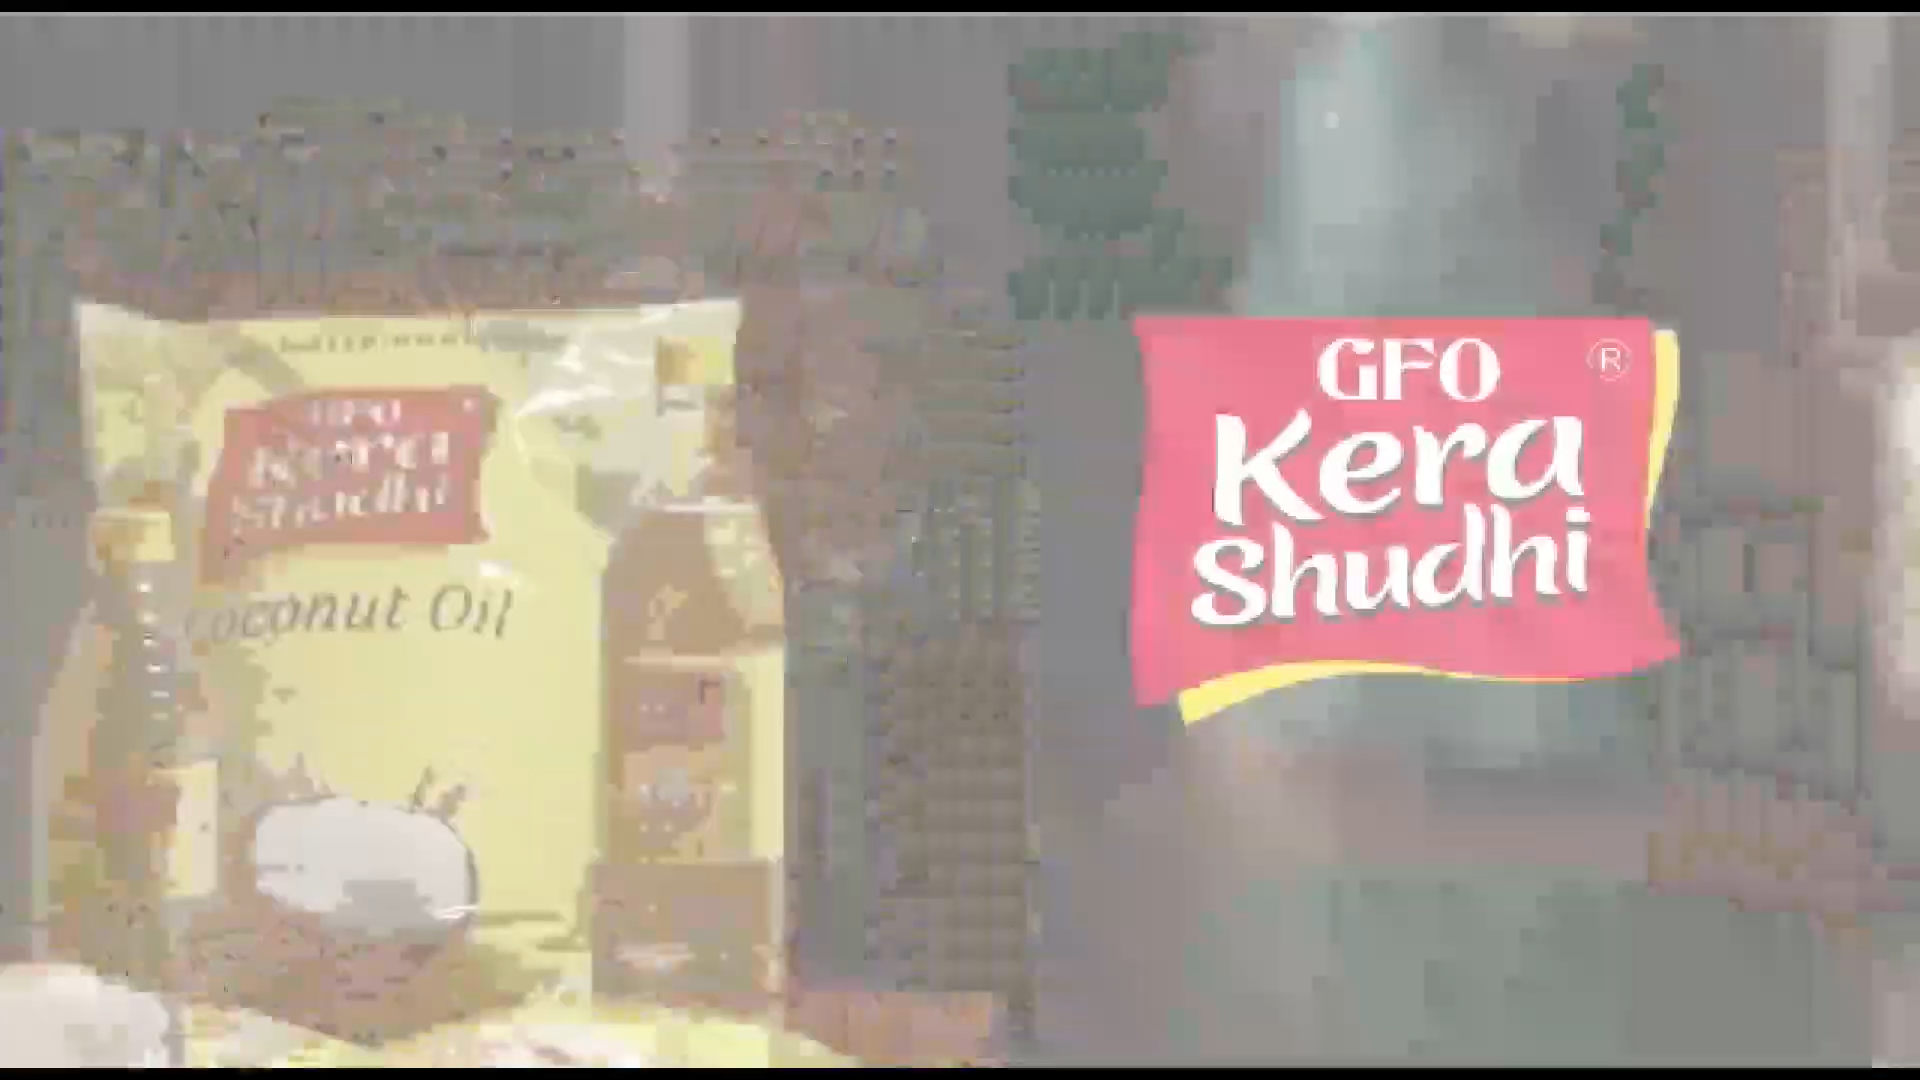 GFO
Kera
Shudhi
Coconut Oil
GFO
®
Kera
Shudhi